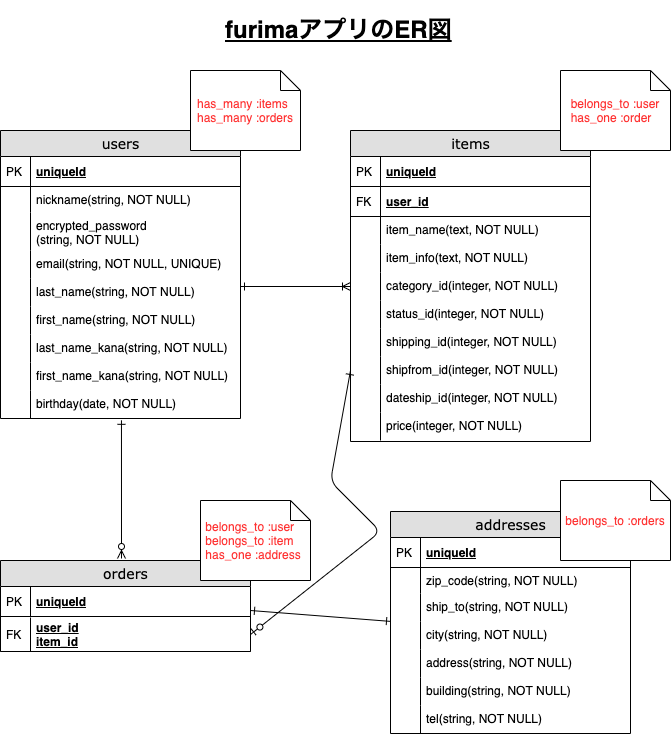 furimaアプリのER図
has_many :items
has_many :orders
users
PK uniqueId
nickname(string, NOT NULL)
encrypted_password
(string, NOT NULL)
email(string, NOT NULL, UNIQUE)
last_name(string, NOT NULL)
first_name(string, NOT NULL)
last_name_kana(string, NOT NULL)
first_name_kana(string, NOT NULL)
birthday(date, NOT NULL)
belongs_to :user
has_one :order
items
PK uniqueId
FK user_id
item_name(text, NOT NULL)
item_info(text, NOT NULL)
category_id(integer, NOT NULL)
status_id(integer, NOT NULL)
shipping_id(integer, NOT NULL)
shipfrom_id(integer, NOT NULL)
dateship_id(integer, NOT NULL)
price(integer, NOT NULL)
belongs_to :user
belongs_to :item
has_one :address
orders
PK uniqueId
FK user_id
item_id
belongs_to :orders
addresses
PK uniqueId
zip_code(string, NOT NULL)
ship_to(string, NOT NULL)
city(string, NOT NULL)
address(string, NOT NULL)
building(string, NOT NULL)
tel(string, NOT NULL)